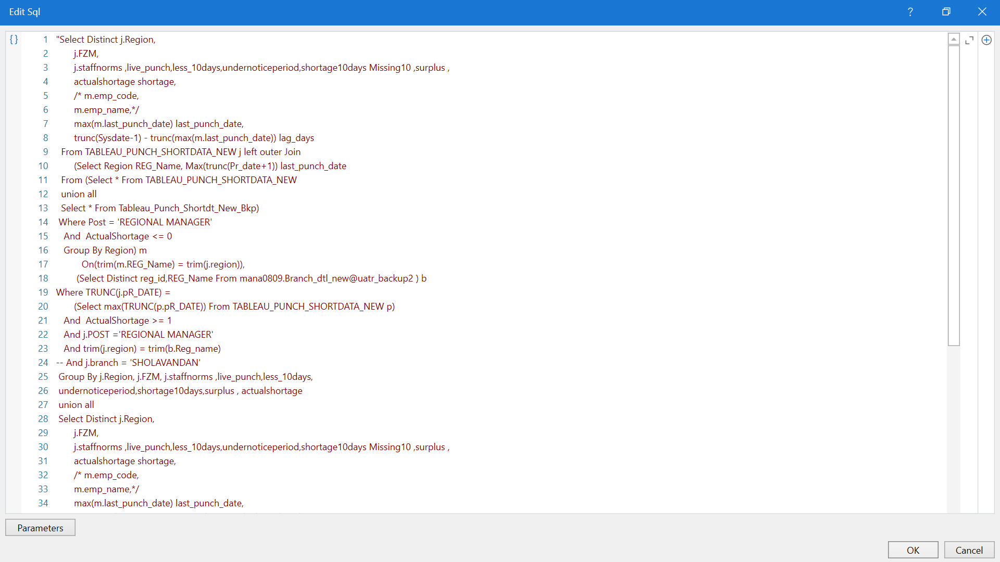 Edit Sql
?
{}
1 "Select Distinct j.Region,
2 j.FZM,
3 j.staffnorms ,live_punch,less_10days,undernoticeperiod,shortage10days Missing10 ,surplus ,
4 actualshortage shortage,
5 /* m.emp_code,
6 m.emp_name,*/
7 max(m.last_punch_date) last_punch_date,
8 trunc(Sysdate-1) - trunc(max(m.last_punch_date)) lag_days
9 From TABLEAU_PUNCH_SHORTDATA_NEW j left outer Join
10 (Select Region REG_Name, Max(trunc(Pr_date+1)) last_punch_date
11 From (Select * From TABLEAU_PUNCH_SHORTDATA_NEW
12 union all
13 Select * From Tableau_Punch_Shortdt_New_Bkp)
14 Where Post = 'REGIONAL MANAGER'
15 And  ActualShortage <= 0
16 Group By Region) m
17 On(trim(m.REG_Name) = trim(j.region)),
18 (Select Distinct reg_id,REG_Name From mana0809.Branch_dtl_new@uatr_backup2 ) b
19 Where TRUNC(j.pR_DATE) =
20 (Select max(TRUNC(p.pR_DATE)) From TABLEAU_PUNCH_SHORTDATA_NEW p)
21 And  ActualShortage >= 1
22 And j.POST ='REGIONAL MANAGER'
23 And trim(j.region) = trim(b.Reg_name)
24 -- And j.branch = 'SHOLAVANDAN'
25 Group By j.Region, j.FZM, j.staffnorms ,live_punch,less_10days,
26 undernoticeperiod,shortage10days,surplus , actualshortage
27 union all
28 Select Distinct j.Region,
29 j.FZM,
30 j.staffnorms ,live_punch,less_10days,undernoticeperiod,shortage10days Missing10 ,surplus ,
31 actualshortage shortage,
32 /* m.emp_code,
33 m.emp_name,*/
34 max(m.last_punch_date) last_punch_date,
Parameters
OK
Cancel